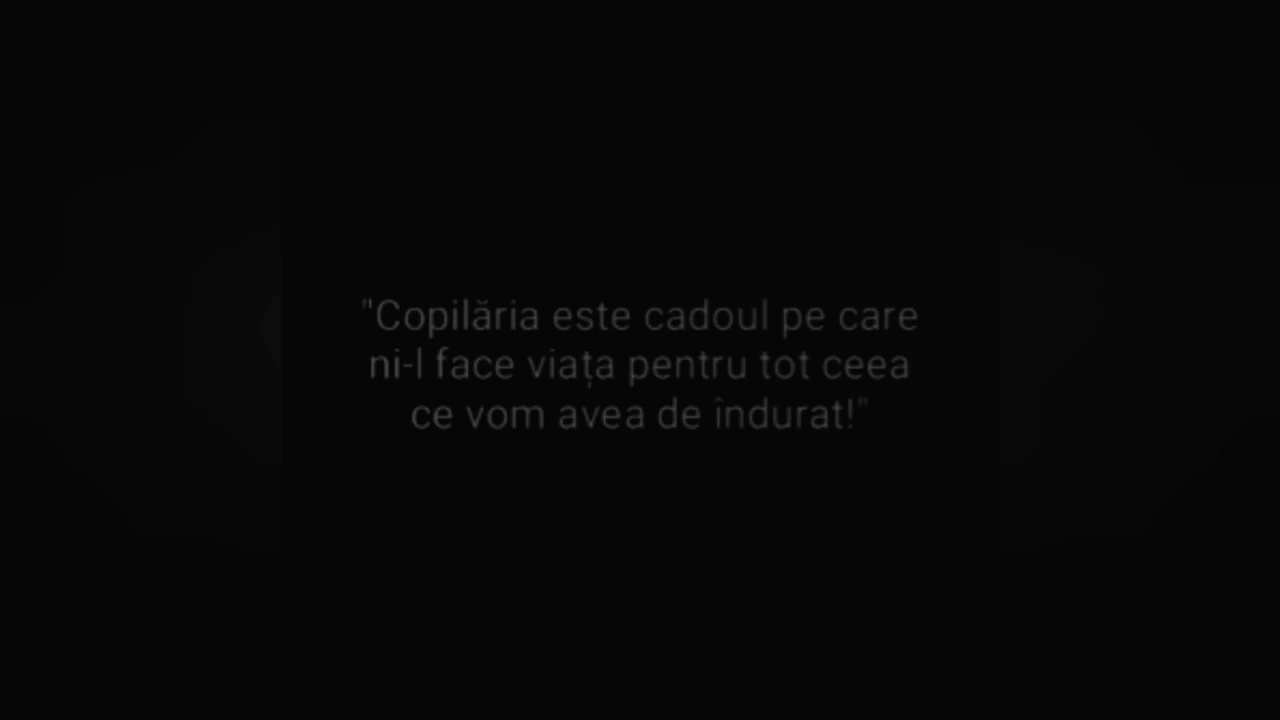 "Copilăria este cadoul pe care
ni-l face viața pentru tot ceea
ce vom avea de îndurat!"